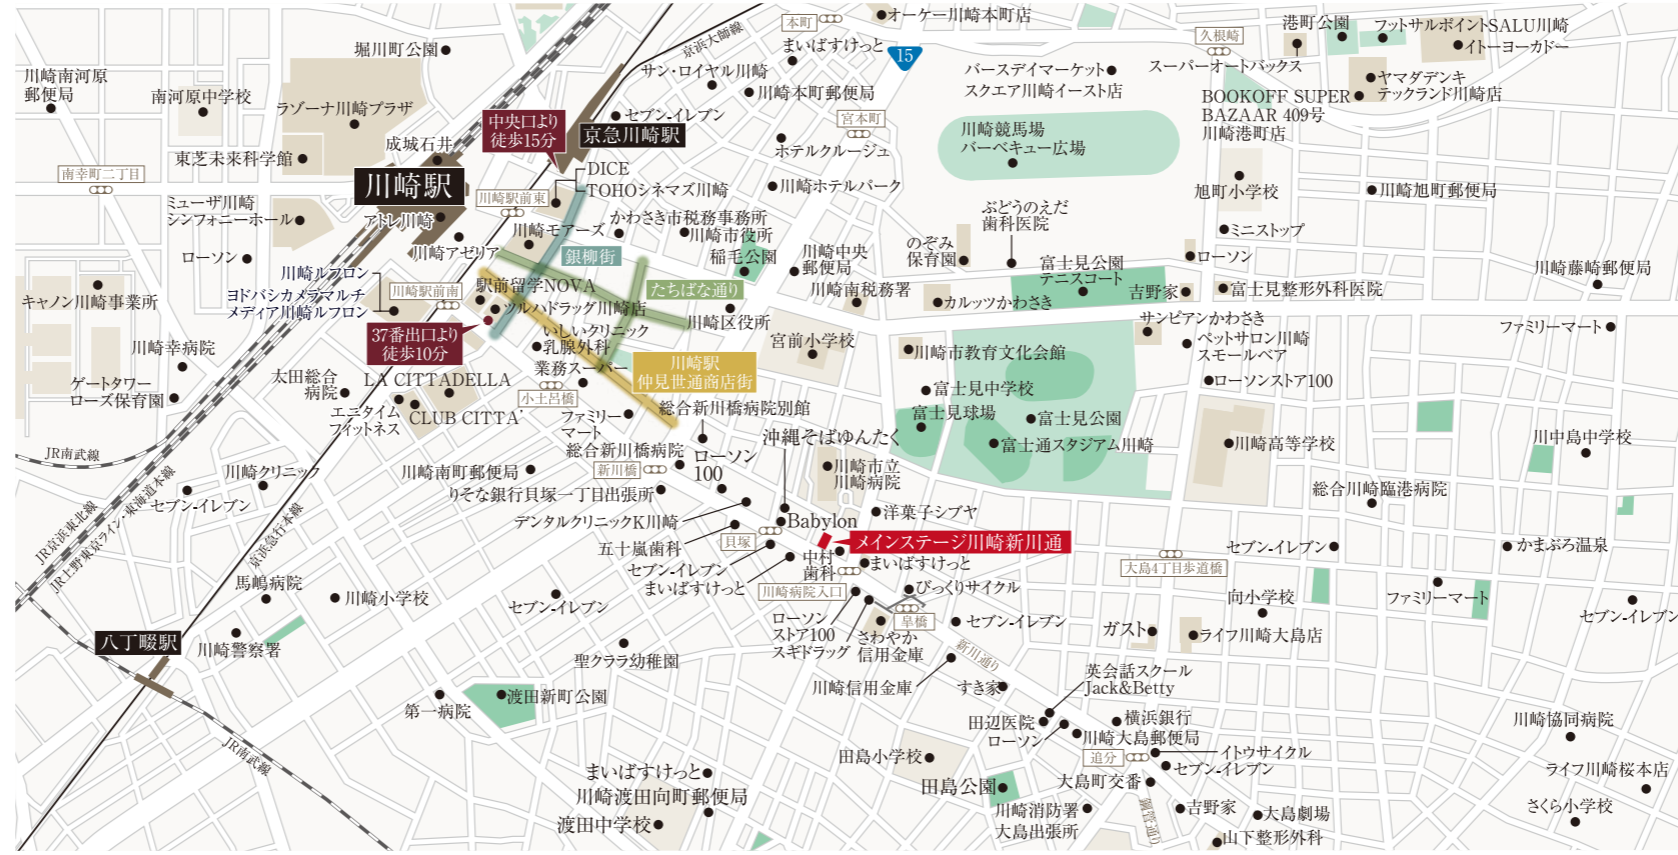 本町
オーケー川崎本町店
港町公園
フットサルポイントSALU川崎
京浜大師線
久根崎
イトーヨーカドー
堀川町公園
まいばすけっと
15
川崎南河原
郵便局
南河原中学校
サン・ロイヤル川崎
川崎本町郵便局
バースデイマーケット
スクエア川崎イースト店
スーパーオートバックス
ヤマダデンキ
テックランド川崎店
ラゾーナ川崎プラザ
BOOKOFF SUPER
BAZAAR 409号
川崎港町店
中央口より
徒歩15分
セブン-イレブン
京急川崎駅
宮本町
川崎競馬場
バーベキュー広場
成城石井
ホテルクルージュ
東芝未来科学館
南幸町二丁目
川崎駅
DICE
TOHOシネマズ川崎
川崎ホテルパーク
旭町小学校
川崎旭町郵便局
ミューザ川崎
シンフォニーホール
川崎駅前東
アトレ川崎
かわさき市税務事務所
ぶどうのえだ
歯科医院
川崎モアーズ
川崎市役所
ミニストップ
川崎アゼリア
銀柳街
稲毛公園
川崎中央
郵便局
のぞみ
保育園
ローソン
ローソン
川崎ルフロン
富士見公園
テニスコート
川崎藤崎郵便局
キヤノン川崎事業所
ヨドバシカメラマルチ
メディア川崎ルフロン
川崎駅前南
駅前留学NOVA
たちばな通り
川崎南税務署
カルッツかわさき
吉野家
富士見整形外科医院
ツルハドラッグ川崎店
川崎区役所
サンピアンかわさき
ファミリーマート
37番出口より
徒歩10分
いしいクリニック
乳腺外科
宮前小学校
川崎市教育文化会館
ペットサロン川崎
スモールベア
川崎幸病院
業務スーパー
川崎駅
仲見世通商店街
太田総合
病院
LA CITTADELLA
ゲートタワー
ローズ保育園
小土呂橋
富士見中学校
ローソンストア100
エニタイム
フィットネス
CLUB CITTA'
ファミリー
マート
総合新川橋病院別館
富士見球場
富士見公園
沖縄そばゆんたく
富士通スタジアム川崎
川崎高等学校
川中島中学校
JR南武線
総合新川橋病院
川崎クリニック
川崎南町郵便局
新川橋
ローソン
100
川崎市立
川崎病院
セブン-イレブン
りそな銀行貝塚一丁目出張所
総合川崎臨港病院
JR京浜東北線
JR上野東京ライン・東海道本線
京浜急行本線
デンタルクリニックK川崎
Babylon
洋菓子シブヤ
五十嵐歯科
貝塚
メインステージ川崎新川通
セブン-イレブン
かまぶろ温泉
セブン-イレブン
中村
歯科
まいばすけっと
大島4丁目歩道橋
馬嶋病院
まいばすけっと
川崎病院入口
びっくりサイクル
川崎小学校
セブン-イレブン
向小学校
ファミリーマート
セブン-イレブン
ローソン
ストア100
スギドラッグ
さわやか
信用金庫
皐橋
セブン-イレブン
ガスト
ライフ川崎大島店
八丁畷駅
川崎警察署
聖クララ幼稚園
新川通り
川崎信用金庫
すき家
英会話スクール
Jack&Betty
第一病院
渡田新町公園
田辺医院
ローソン
横浜銀行
川崎大島郵便局
川崎協同病院
JR南武線
田島小学校
追分
イトウサイクル
セブン-イレブン
まいばすけっと
ライフ川崎桜本店
川崎渡田向町郵便局
田島公園
大島町交番
渡田中学校
川崎消防署
大島出張所
鋼管通り
吉野家
大島劇場
さくら小学校
山下整形外科